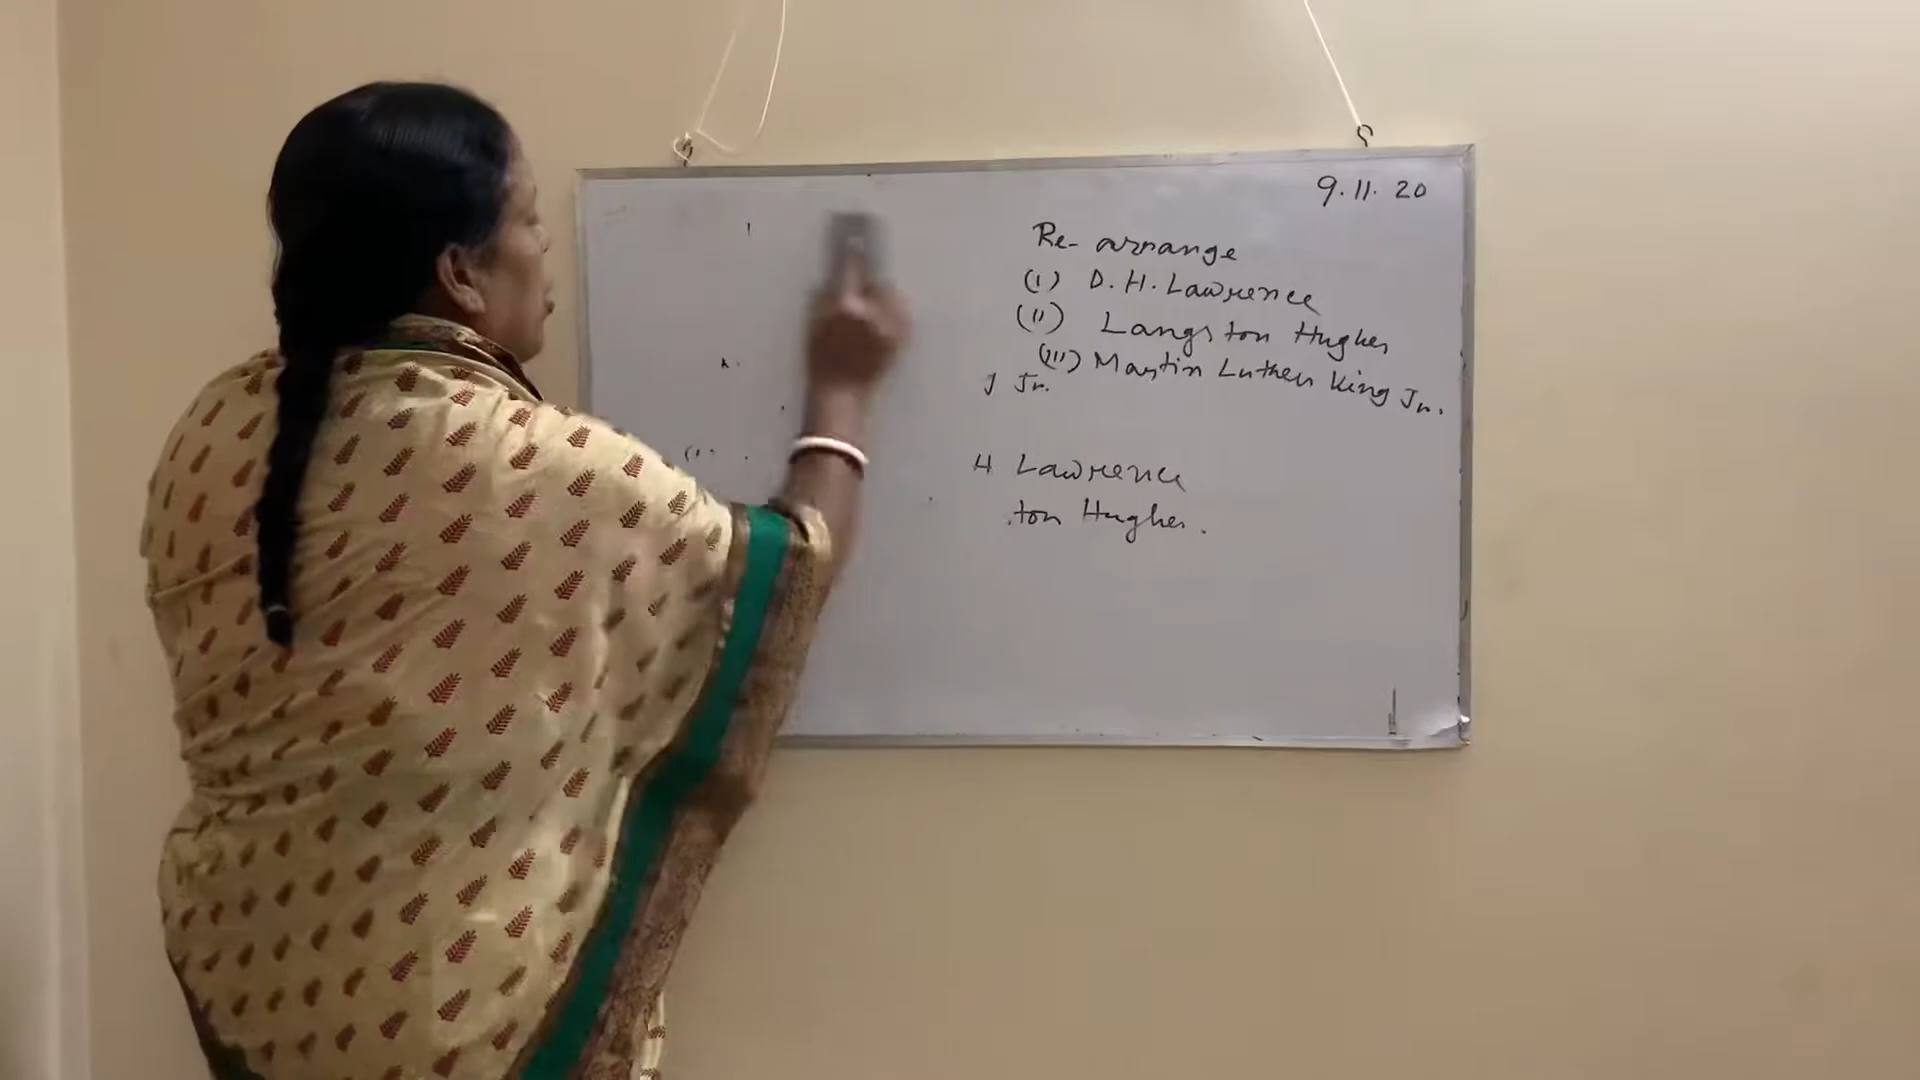 9.11.20
Re-arrange
(I) D.H. Lawrence
(II) Langston Hughes
(III) Martin Luther King Jr.
Jr.
H Lawrence
ton Hughes.